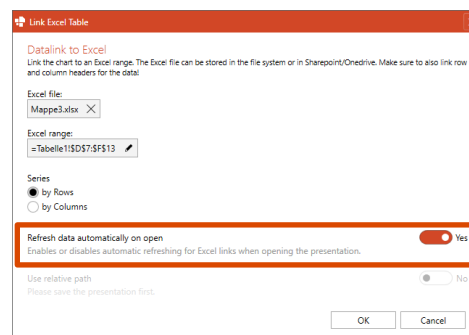 Link Excel Table
Datalink to Excel
Link the chart to an Excel range. The Excel file can be stored in the file system or in Sharepoint/Onedrive. Make sure to also link row
and column headers for the data!
Excel file:
Mappe3.xlsx
Excel range:
=Tabelle1!$D$7:$F$13
Series
by Rows
by Columns
Refresh data automatically on open
Yes
Enables or disables automatic refreshing for Excel links when opening the presentation.
Use relative path
No
Please save the presentation first.
OK
Cancel